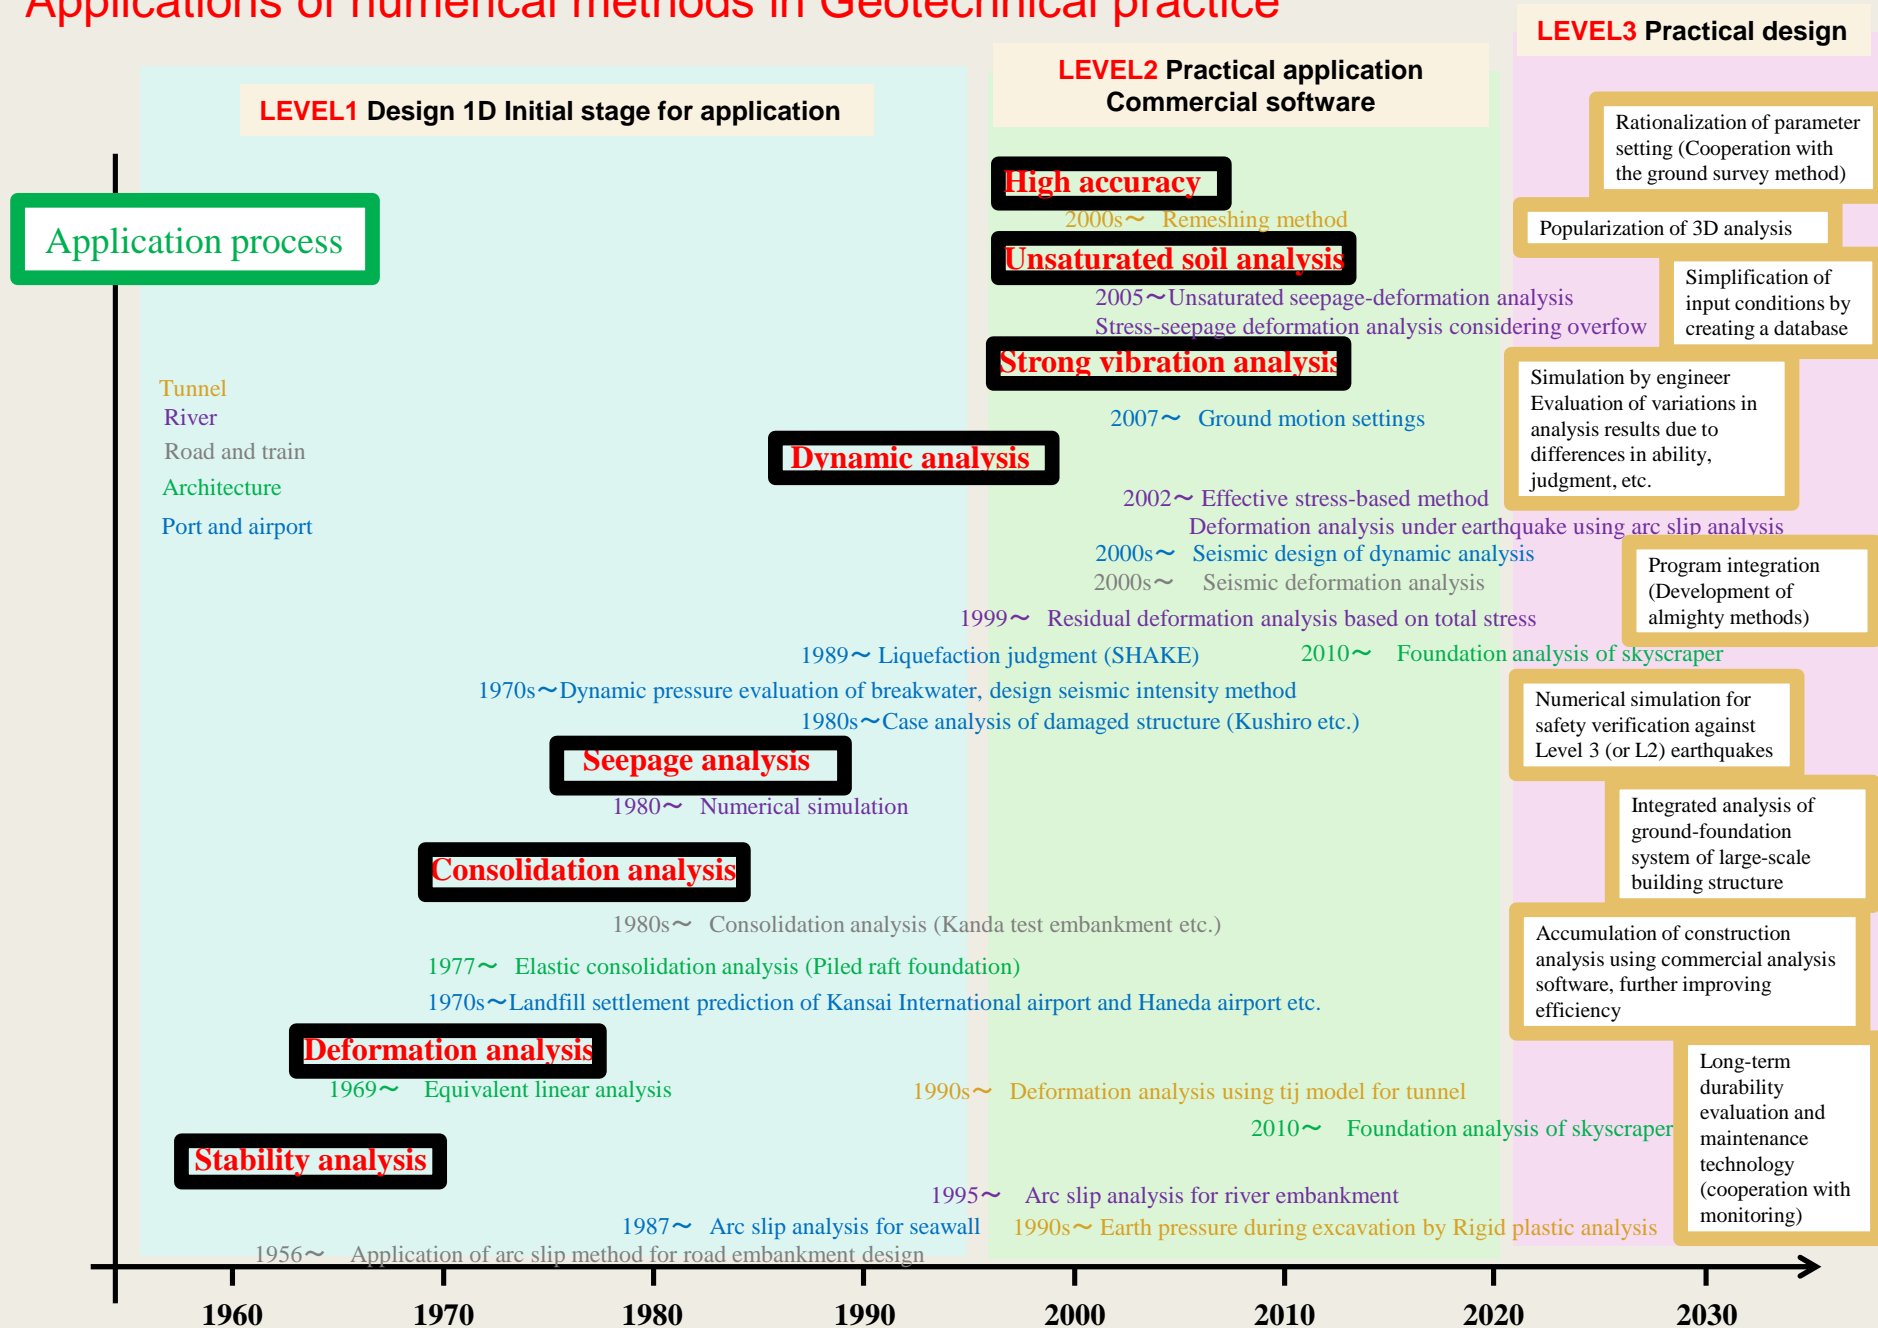 Applications of numerical methods in Geotechnical practice
LEVEL3 Practical design
LEVEL2 Practical application
Commercial software
LEVEL1 Design 1D Initial stage for application
Rationalization of parameter
setting (Cooperation with
the ground survey method)
High accuracy
2000s～ Remeshing method
Application process
Popularization of 3D analysis
Unsaturated soil analysis
2005～Unsaturated seepage-deformation analysis
Stress-seepage deformation analysis considering overfow
Simplification of
input conditions by
creating a database
Strong vibration analysis
Tunnel
River
Road and train
Architecture
Port and airport
2007～ Ground motion settings
Simulation by engineer
Evaluation of variations in
analysis results due to
differences in ability,
judgment, etc.
Dynamic analysis
2002～ Effective stress-based method
Deformation analysis under earthquake using arc slip analysis
2000s～ Seismic design of dynamic analysis
2000s～ Seismic deformation analysis
Program integration
(Development of
almighty methods)
1999～ Residual deformation analysis based on total stress
1989～ Liquefaction judgment (SHAKE)
2010～ Foundation analysis of skyscraper
1970s～Dynamic pressure evaluation of breakwater, design seismic intensity method
1980s～Case analysis of damaged structure (Kushiro etc.)
Numerical simulation for
safety verification against
Level 3 (or L2) earthquakes
Seepage analysis
1980～ Numerical simulation
Integrated analysis of
ground-foundation
system of large-scale
building structure
Consolidation analysis
1980s～ Consolidation analysis (Kanda test embankment etc.)
1977～ Elastic consolidation analysis (Piled raft foundation)
1970s～Landfill settlement prediction of Kansai International airport and Haneda airport etc.
Accumulation of construction
analysis using commercial analysis
software, further improving
efficiency
Deformation analysis
1969～ Equivalent linear analysis
1990s～ Deformation analysis using tij model for tunnel
2010～ Foundation analysis of skyscraper
Long-term
durability
evaluation and
maintenance
technology
(cooperation with
monitoring)
Stability analysis
1995～ Arc slip analysis for river embankment
1987～ Arc slip analysis for seawall
1990s～ Earth pressure during excavation by Rigid plastic analysis
1956～ Application of arc slip method for road embankment design
1960 1970 1980 1990 2000 2010 2020 2030